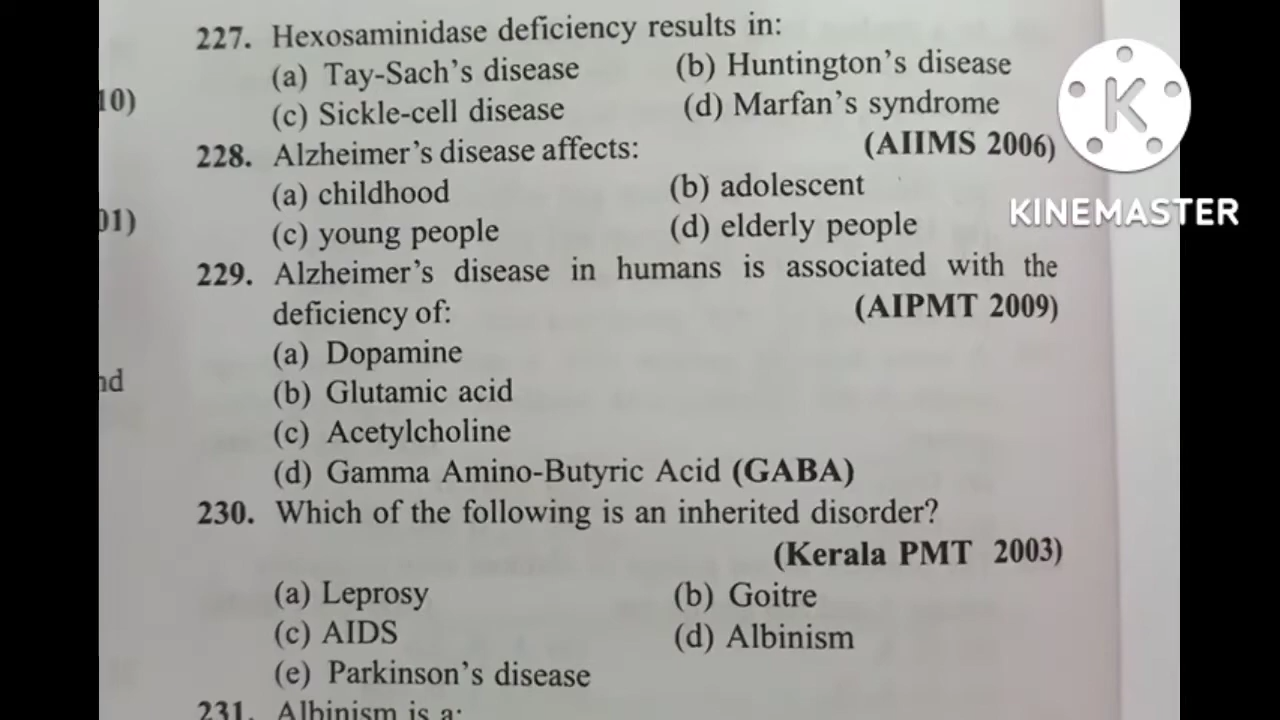 227. Hexosaminidase deficiency results in:
(a) Tay-Sach's disease (b) Huntington's disease
10)
(c) Sickle-cell disease (d) Marfan's syndrome
228. Alzheimer's disease affects: (AIIMS 2006)
(a) childhood (b) adolescent
01)
(c) young people (d) elderly people
229. Alzheimer's disease in humans is associated with the
deficiency of: (AIPMT 2009)
(a) Dopamine
nd
(b) Glutamic acid
(c) Acetylcholine
(d) Gamma Amino-Butyric Acid (GABA)
230. Which of the following is an inherited disorder?
(Kerala PMT 2003)
(a) Leprosy (b) Goitre
(c) AIDS (d) Albinism
(e) Parkinson's disease
231. Albinism is a:
K
KINEMASTER